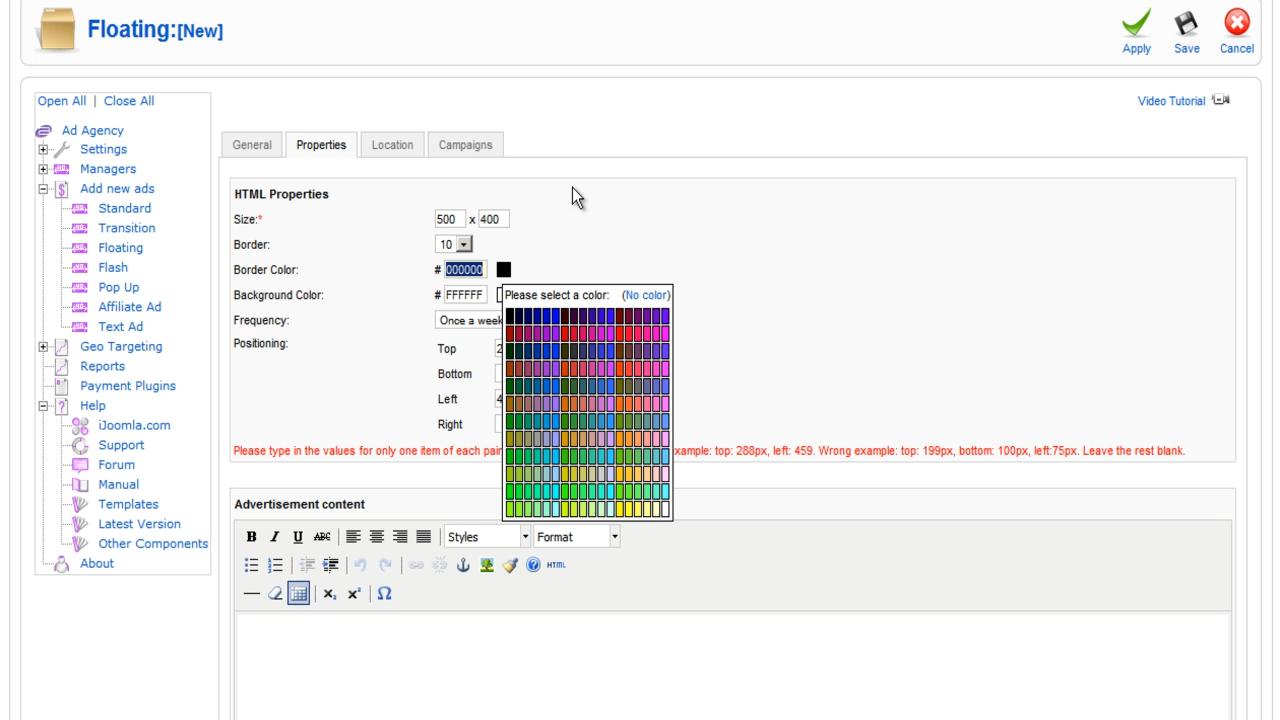 Floating:[New]
Apply
Save
Cancel
Open All | Close All
Video Tutorial
Ad Agency
Settings
Managers
Add new ads
Standard
Transition
Floating
Flash
Pop Up
Affiliate Ad
Text Ad
Geo Targeting
Reports
Payment Plugins
Help
iJoomla.com
Support
Forum
Manual
Templates
Latest Version
Other Components
About
General
Properties
Location
Campaigns
HTML Properties
Size:* 500 x 400
Border: 10
Border Color: # 000000
Background Color: # FFFFFF
Please select a color: (No color)
Frequency: Once a week
Positioning:
Top 2
Bottom
Left 4
Right
Please type in the values for only one item of each pai
xample: top: 288px, left: 459. Wrong example: top: 199px, bottom: 100px, left:75px. Leave the rest blank.
Advertisement content
B I U ABC Styles Format
HTML
x₂ x² Ω